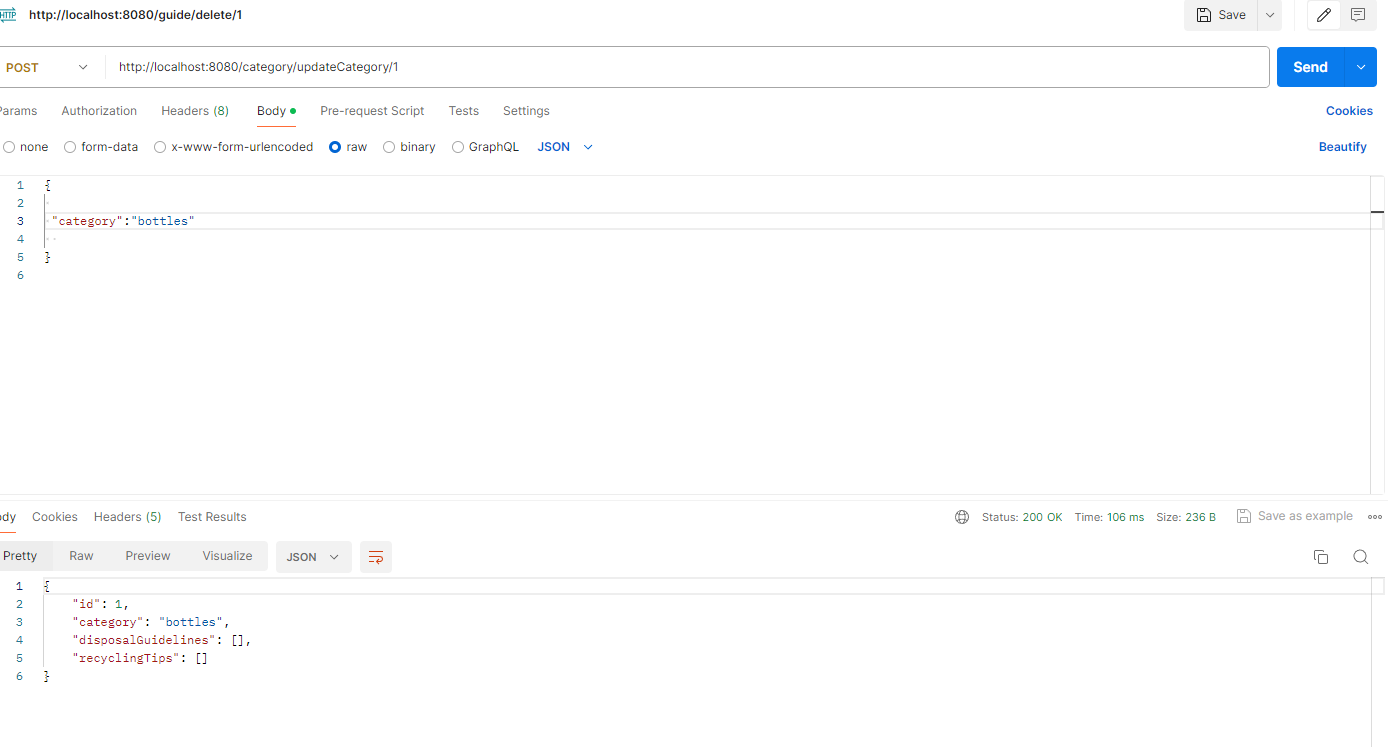 HTTP http://localhost:8080/guide/delete/1 Save
POST http://localhost:8080/category/updateCategory/1 Send
Params Authorization Headers (8) Body Pre-request Script Tests Settings Cookies
none form-data x-www-form-urlencoded raw binary GraphQL JSON Beautify
1 {
2
3 "category":"bottles"
4
5 }
6
ody Cookies Headers (5) Test Results Status: 200 OK Time: 106 ms Size: 236 B Save as example
Pretty Raw Preview Visualize JSON
1 {
2 "id": 1,
3 "category": "bottles",
4 "disposalGuidelines": [],
5 "recyclingTips": []
6 }